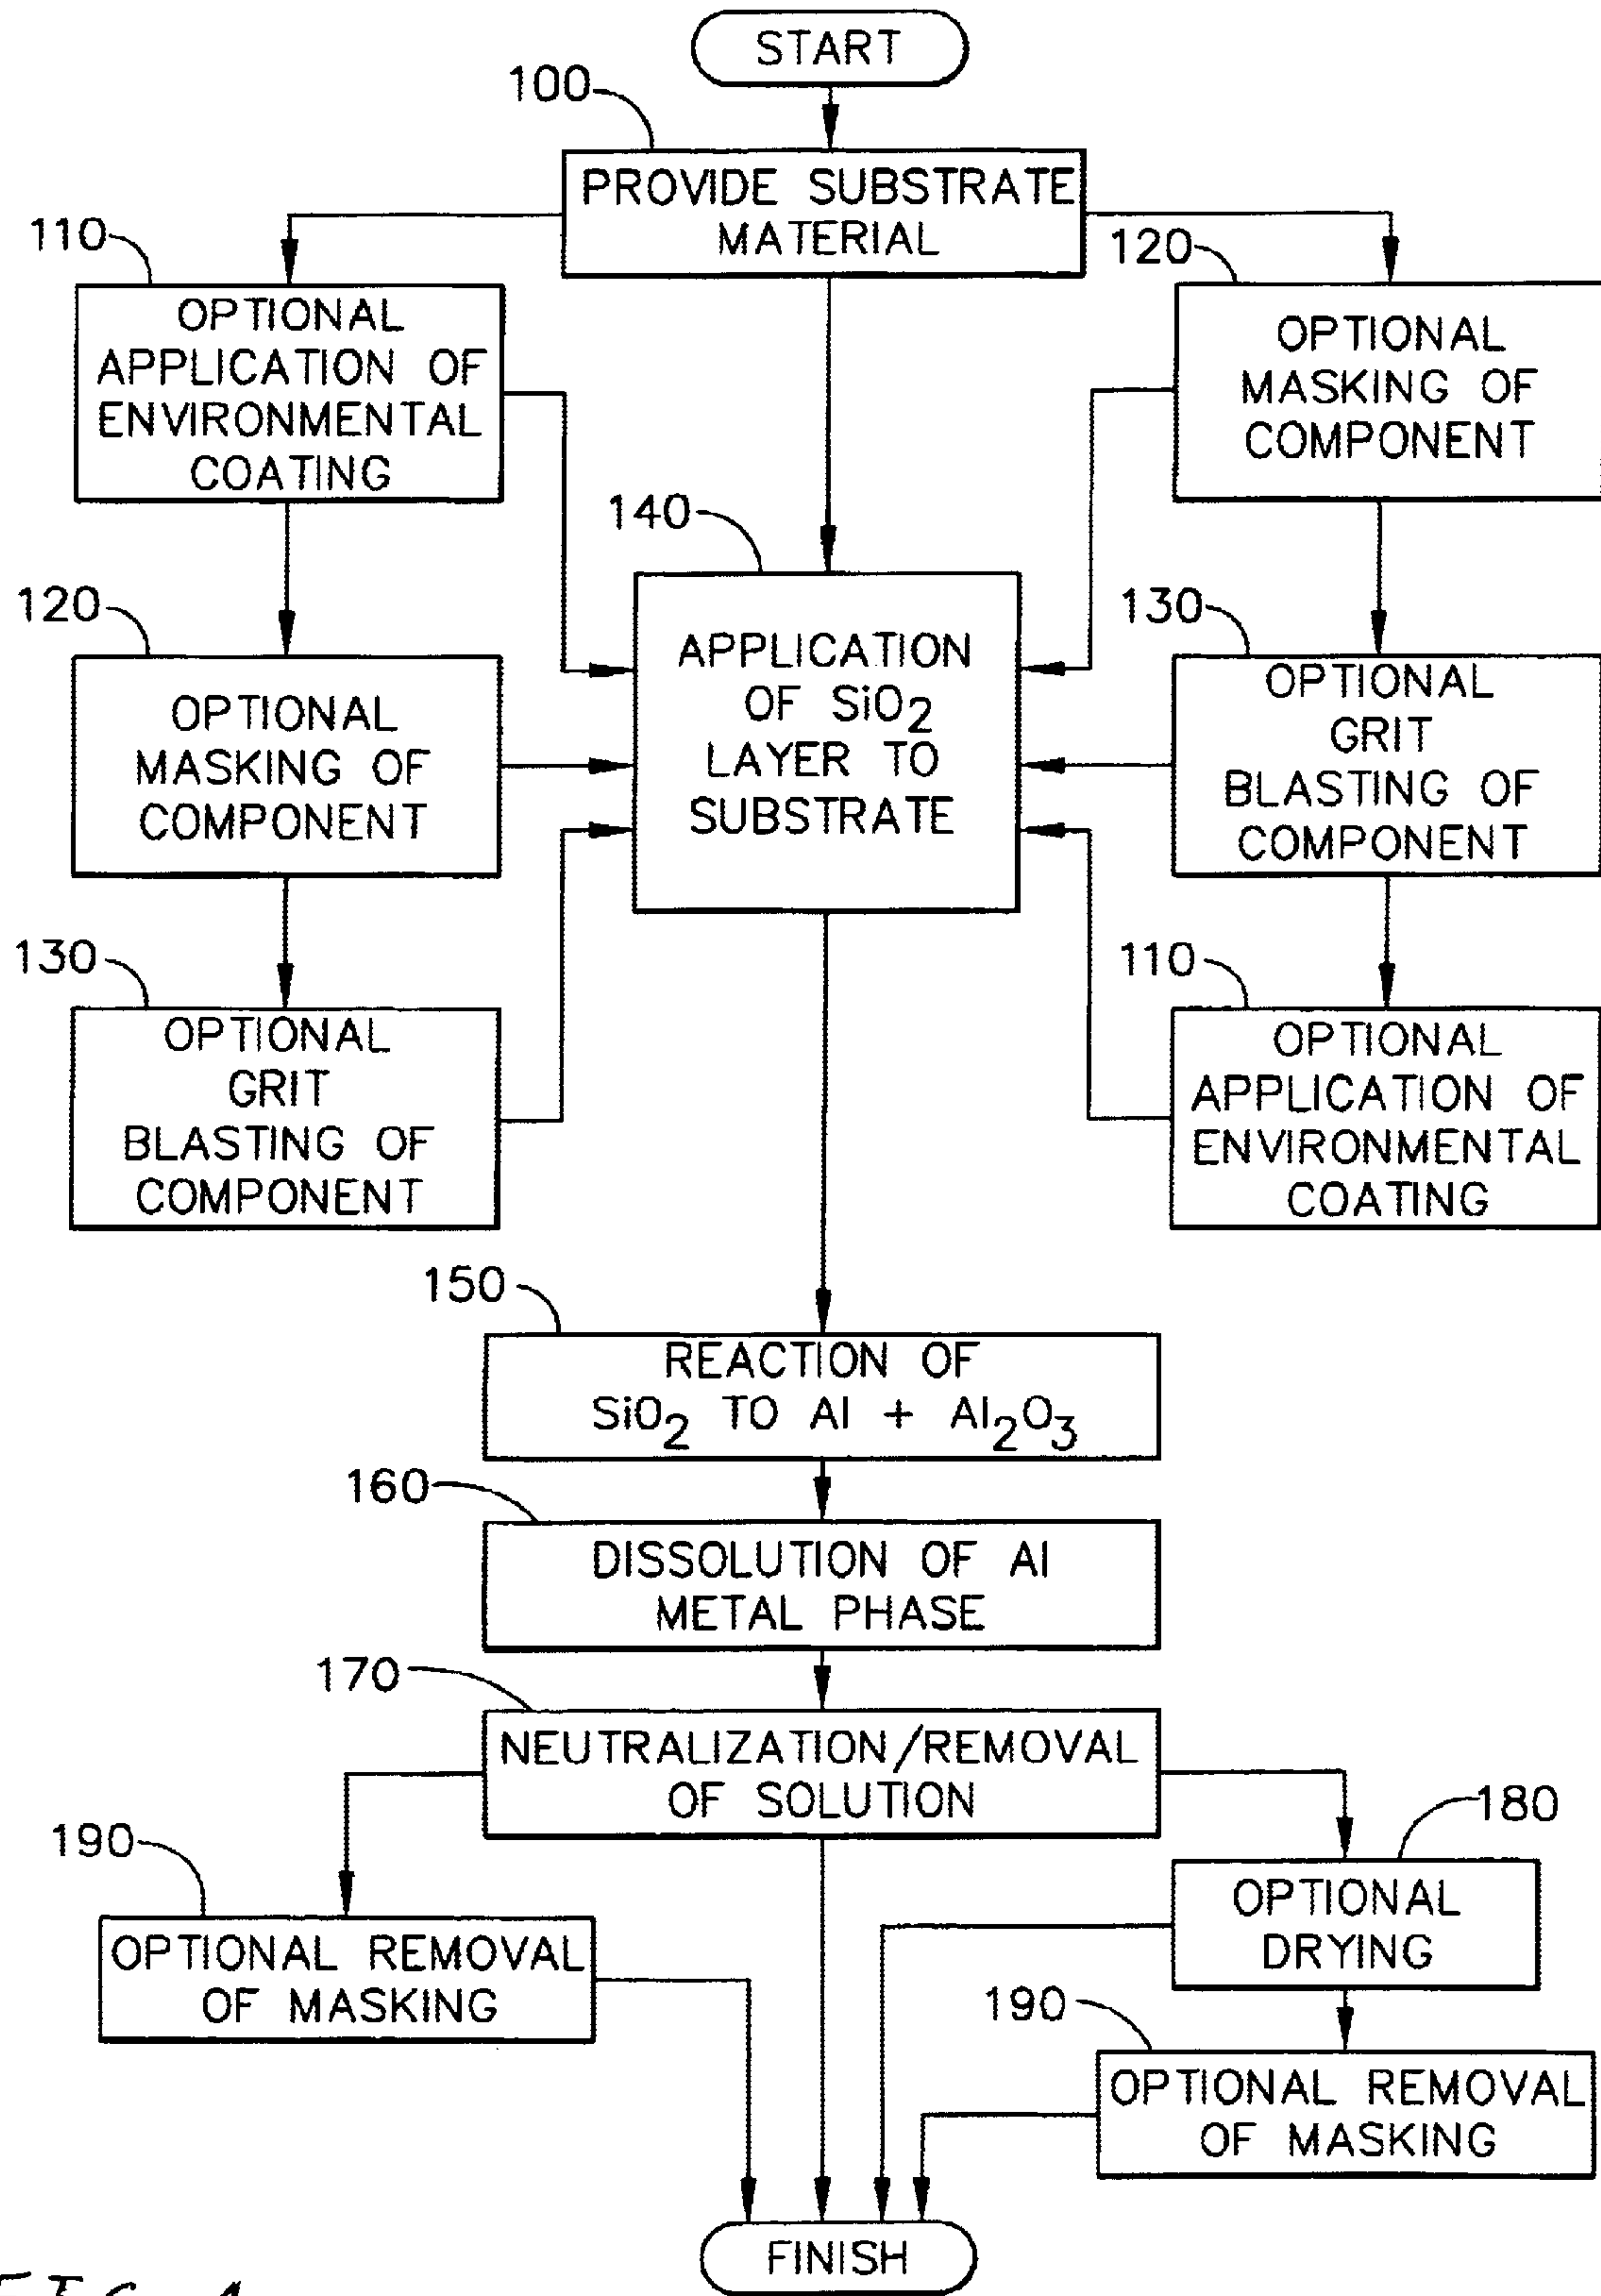 START
100
PROVIDE SUBSTRATE
MATERIAL
110
OPTIONAL
APPLICATION OF
ENVIRONMENTAL
COATING
120
OPTIONAL
MASKING OF
COMPONENT
140
APPLICATION
OF SiO₂
LAYER TO
SUBSTRATE
120
OPTIONAL
MASKING OF
COMPONENT
130
OPTIONAL
GRIT
BLASTING OF
COMPONENT
130
OPTIONAL
GRIT
BLASTING OF
COMPONENT
110
OPTIONAL
APPLICATION OF
ENVIRONMENTAL
COATING
150
REACTION OF
SiO₂ TO Al + Al₂O₃
160
DISSOLUTION OF Al
METAL PHASE
170
NEUTRALIZATION/REMOVAL
OF SOLUTION
190
OPTIONAL REMOVAL
OF MASKING
180
OPTIONAL
DRYING
190
OPTIONAL REMOVAL
OF MASKING
FINISH